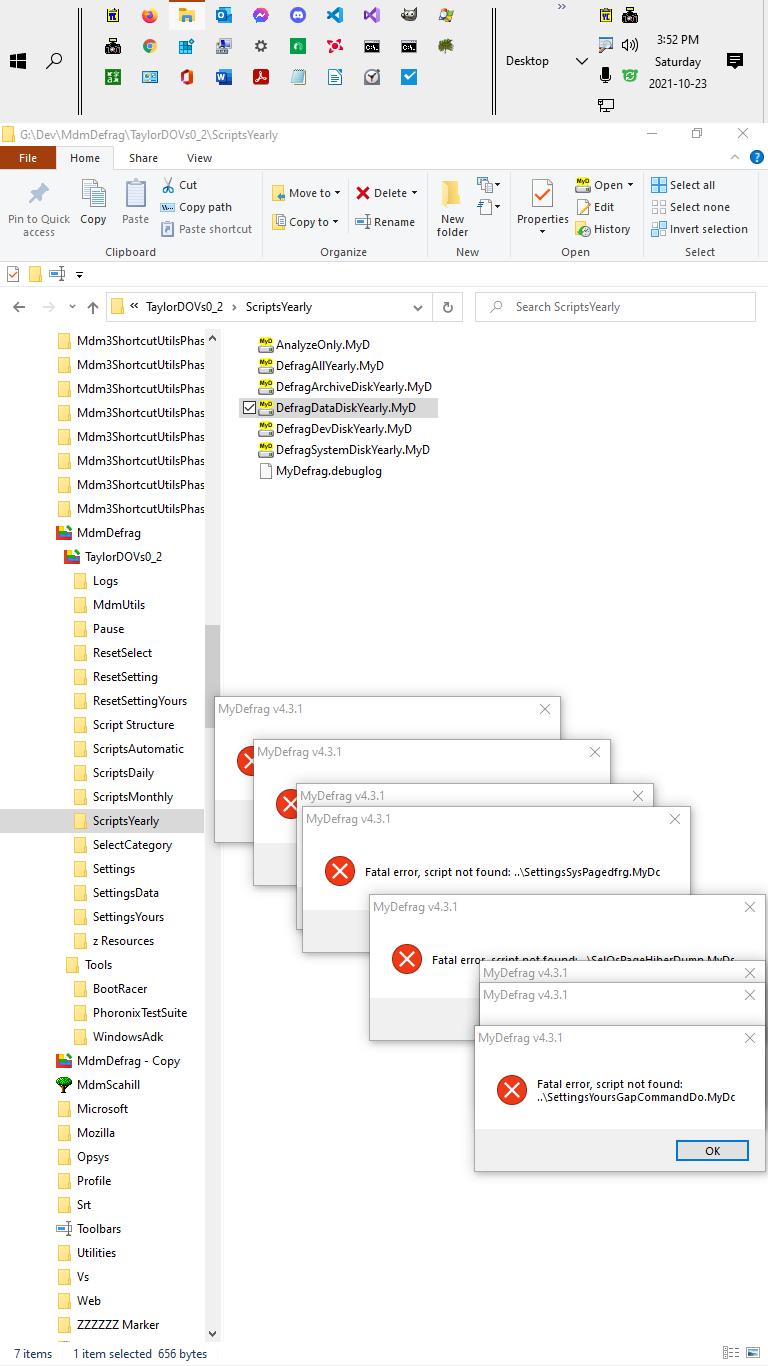 3:52 PM
Desktop
Saturday
2021-10-23
G:\Dev\MdmDefrag\TaylorDOVs0_2\ScriptsYearly
File
Home
Share
View
Pin to Quick access
Copy
Paste
Cut
Copy path
Paste shortcut
Clipboard
Move to
Copy to
Delete
Rename
Organize
New folder
New
Properties
Open
Edit
History
Open
Select all
Select none
Invert selection
Select
« TaylorDOVs0_2 › ScriptsYearly
Search ScriptsYearly
Mdm3ShortcutUtilsPhas
Mdm3ShortcutUtilsPhas
Mdm3ShortcutUtilsPhas
Mdm3ShortcutUtilsPhas
Mdm3ShortcutUtilsPhas
Mdm3ShortcutUtilsPhas
Mdm3ShortcutUtilsPhas
Mdm3ShortcutUtilsPhas
MdmDefrag
TaylorDOVs0_2
Logs
MdmUtils
Pause
ResetSelect
ResetSetting
ResetSettingYours
Script Structure
ScriptsAutomatic
ScriptsDaily
ScriptsMonthly
ScriptsYearly
SelectCategory
Settings
SettingsData
SettingsYours
z Resources
Tools
BootRacer
PhoronixTestSuite
WindowsAdk
MdmDefrag - Copy
MdmScahill
Microsoft
Mozilla
Opsys
Profile
Srt
Toolbars
Utilities
Vs
Web
ZZZZZZ Marker
AnalyzeOnly.MyD
DefragAllYearly.MyD
DefragArchiveDiskYearly.MyD
DefragDataDiskYearly.MyD
DefragDevDiskYearly.MyD
DefragSystemDiskYearly.MyD
MyDefrag.debuglog
MyDefrag v4.3.1
MyDefrag v4.3.1
MyDefrag v4.3.1
MyDefrag v4.3.1
Fatal error, script not found: ..\SettingsSysPagedfrg.MyDc
MyDefrag v4.3.1
Fatal error, script not found: ..\SelOsPageHiberDump.MyDs
MyDefrag v4.3.1
MyDefrag v4.3.1
MyDefrag v4.3.1
Fatal error, script not found:
..\SettingsYoursGapCommandDo.MyDc
OK
7 items
1 item selected 656 bytes